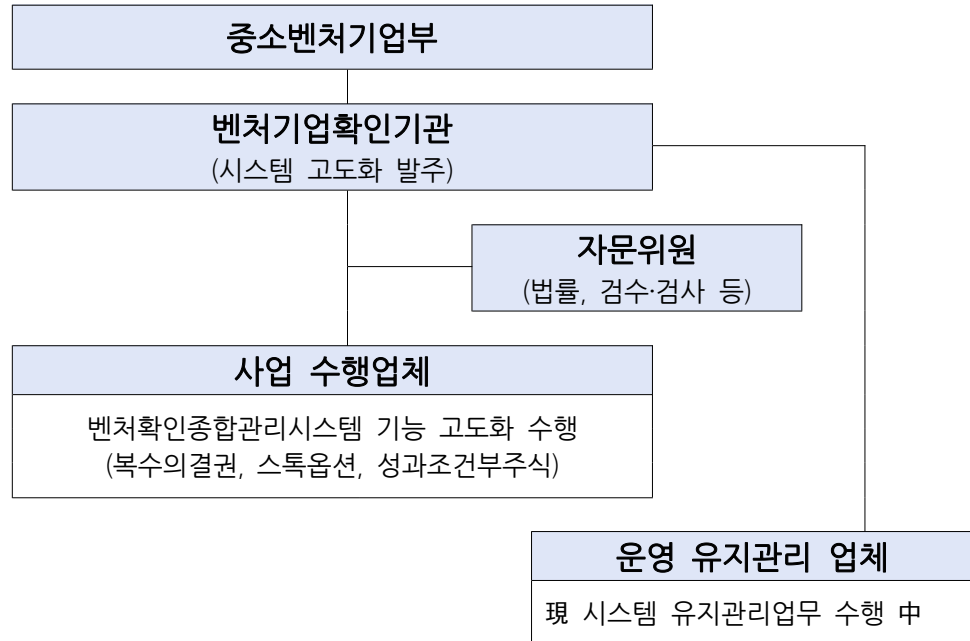 중소벤처기업부
벤처기업확인기관
(시스템 고도화 발주)
자문위원
(법률, 검수·검사 등)
사업 수행업체
벤처확인종합관리시스템 기능 고도화 수행
(복수의결권, 스톡옵션, 성과조건부주식)
운영 유지관리 업체
現 시스템 유지관리업무 수행 中